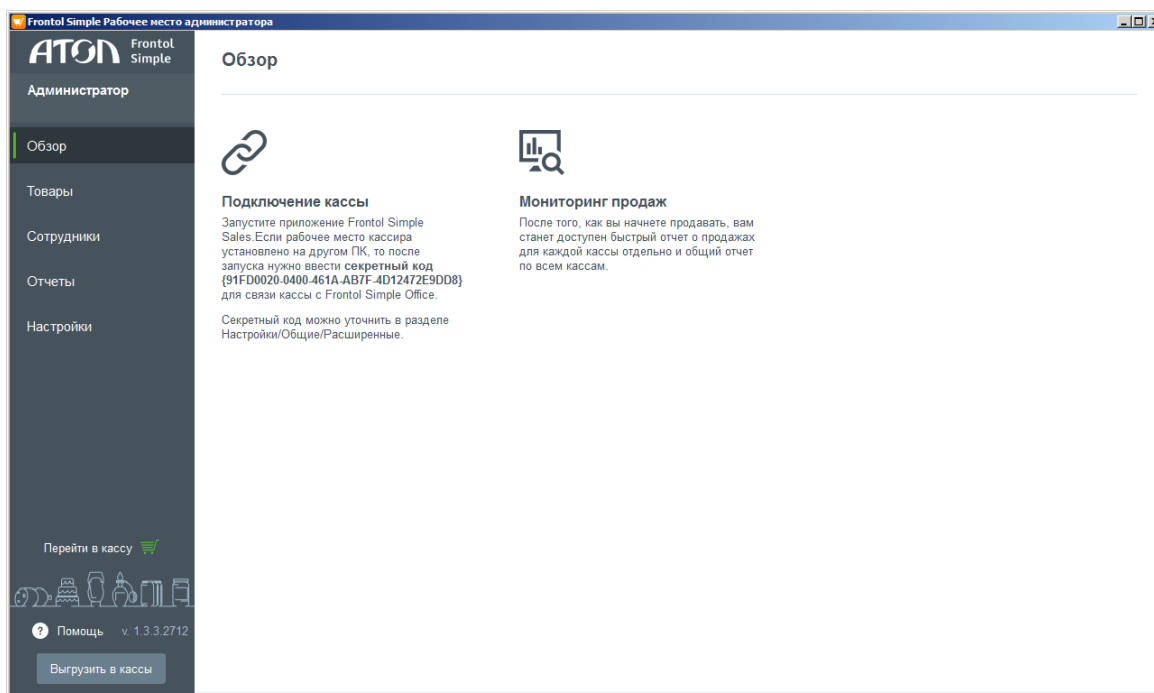 Frontol Simple Рабочее место администратора
АТОЛ Frontol
Simple
Обзор
Администратор
Обзор
Товары
Сотрудники
Отчеты
Настройки
Подключение кассы
Запустите приложение Frontol Simple
Sales.Если рабочее место кассира
установлено на другом ПК, то после
запуска нужно ввести секретный код
{91FD0020-0400-461A-AB7F-4D12472E9DD8}
для связи кассы с Frontol Simple Office.
Секретный код можно уточнить в разделе
Настройки/Общие/Расширенные.
Мониторинг продаж
После того, как вы начнете продавать, вам
станет доступен быстрый отчет о продажах
для каждой кассы отдельно и общий отчет
по всем кассам.
Перейти в кассу
? Помощь v. 1.3.3.2712
Выгрузить в кассы